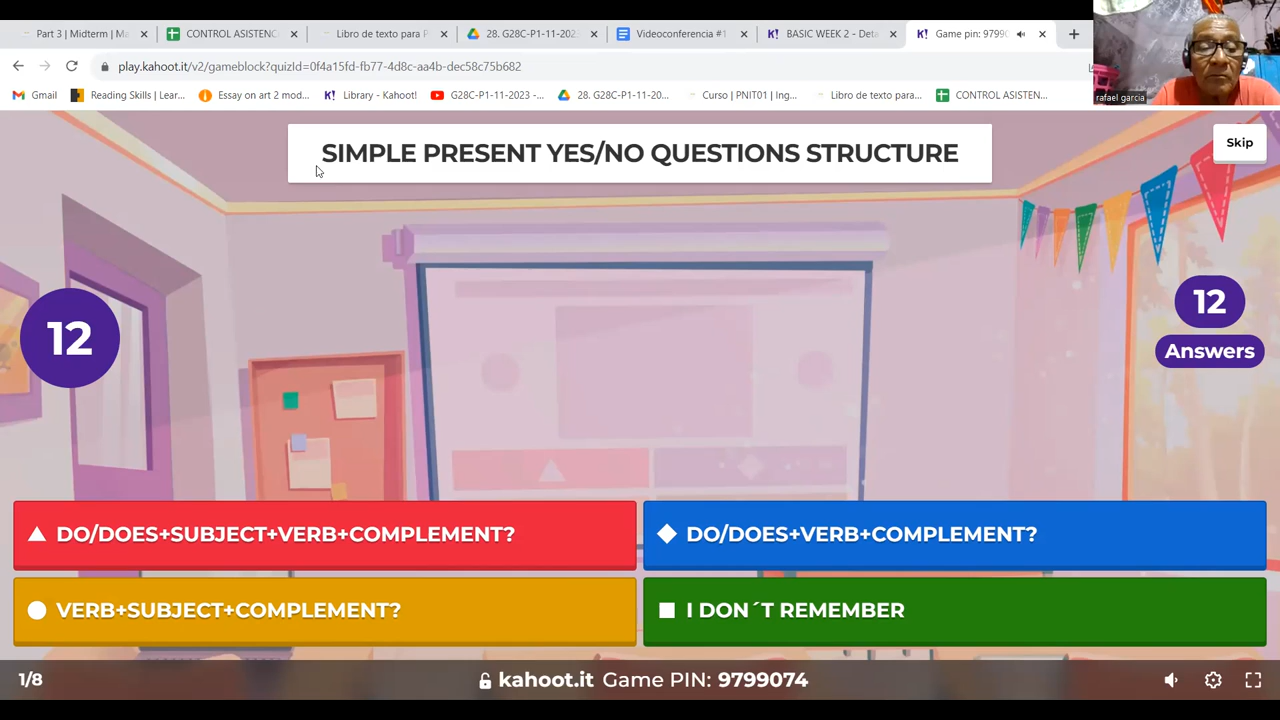 Part 3 | Midterm | Ma
CONTROL ASISTENC
Libro de texto para P
28. G28C-P1-11-2023
Videoconferencia #1
BASIC WEEK 2 - Deta
Game pin: 9799
play.kahoot.it/v2/gameblock?quizId=0f4a15fd-fb77-4d8c-aa4b-dec58c75b682
Gmail
Reading Skills | Lear...
Essay on art 2 mod...
Library - Kahoot!
G28C-P1-11-2023 -...
28. G28C-P1-11-20...
Curso | PNIT01 | Ing...
Libro de texto para...
CONTROL ASISTEN...
rafael garcia
SIMPLE PRESENT YES/NO QUESTIONS STRUCTURE
Skip
12
12
Answers
DO/DOES+SUBJECT+VERB+COMPLEMENT?
DO/DOES+VERB+COMPLEMENT?
VERB+SUBJECT+COMPLEMENT?
I DON´T REMEMBER
1/8
kahoot.it Game PIN: 9799074